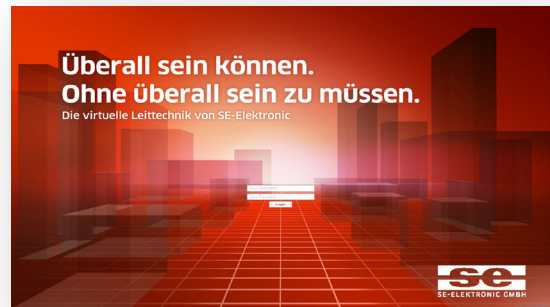 Überall sein können.
Ohne überall sein zu müssen.
Die virtuelle Leittechnik von SE-Elektronic
Login
se
SE-ELEKTRONIC GMBH